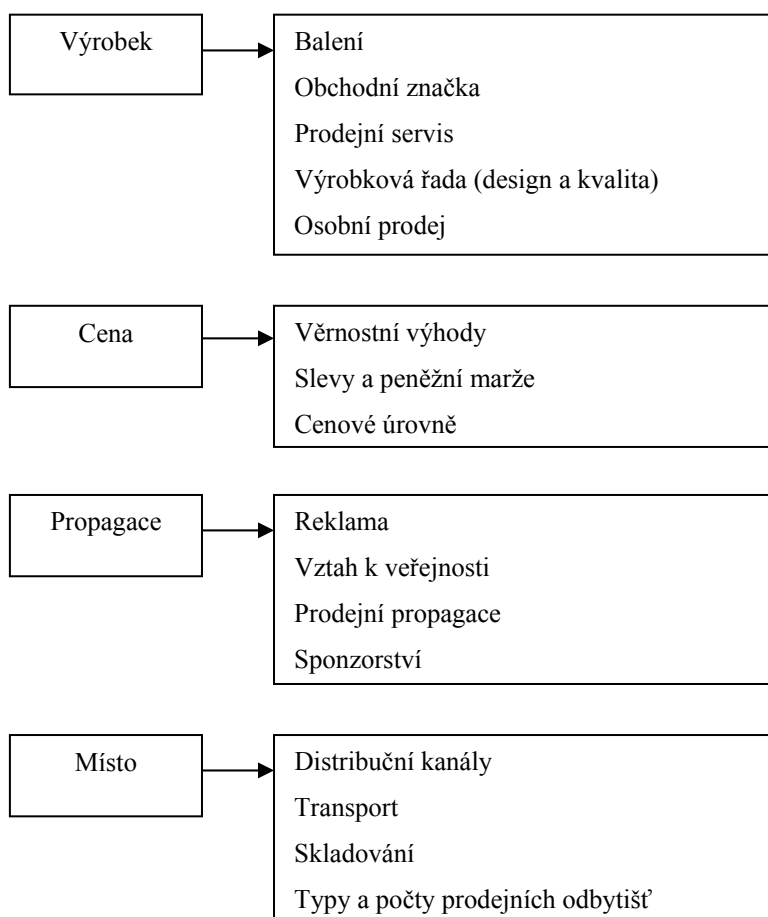 Výrobek
Balení
Obchodní značka
Prodejní servis
Výrobková řada (design a kvalita)
Osobní prodej
Cena
Věrnostní výhody
Slevy a peněžní marže
Cenové úrovně
Propagace
Reklama
Vztah k veřejnosti
Prodejní propagace
Sponzorství
Místo
Distribuční kanály
Transport
Skladování
Typy a počty prodejních odbytišť